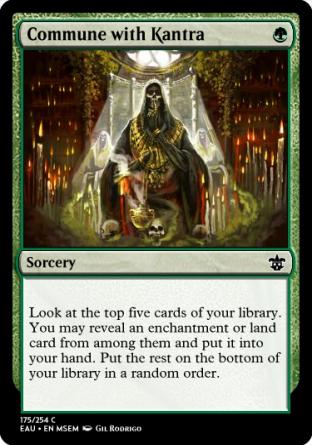 Commune with Kantra
Sorcery
Look at the top five cards of your library.
You may reveal an enchantment or land
card from among them and put it into
your hand. Put the rest on the bottom of
your library in a random order.
175/254 C
EAU • EN MSEM Gil Rodrigo